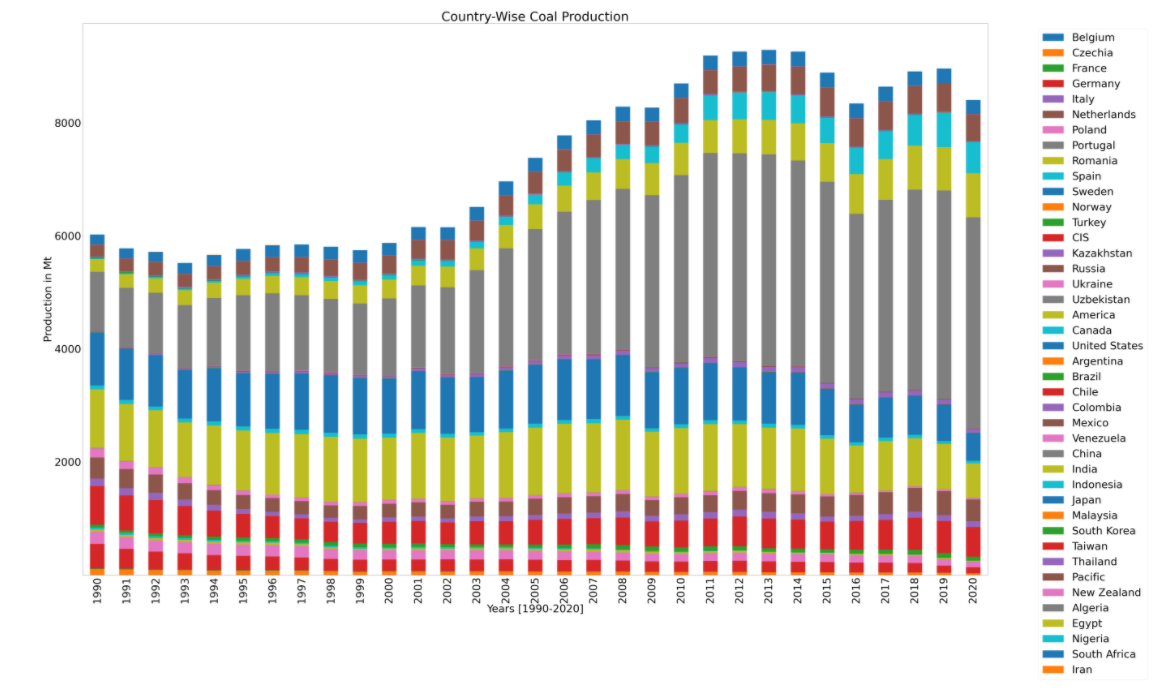 Country-Wise Coal Production
Production in Mt
8000
6000
4000
2000
1990 1991 1992 1993 1994 1995 1996 1997 1998 1999 2000 2001 2002 2003 2004 2005 2006 2007 2008 2009 2010 2011 2012 2013 2014 2015 2016 2017 2018 2019 2020
Years [1990-2020]
Belgium
Czechia
France
Germany
Italy
Netherlands
Poland
Portugal
Romania
Spain
Sweden
Norway
Turkey
CIS
Kazakhstan
Russia
Ukraine
Uzbekistan
America
Canada
United States
Argentina
Brazil
Chile
Colombia
Mexico
Venezuela
China
India
Indonesia
Japan
Malaysia
South Korea
Taiwan
Thailand
Pacific
New Zealand
Algeria
Egypt
Nigeria
South Africa
Iran